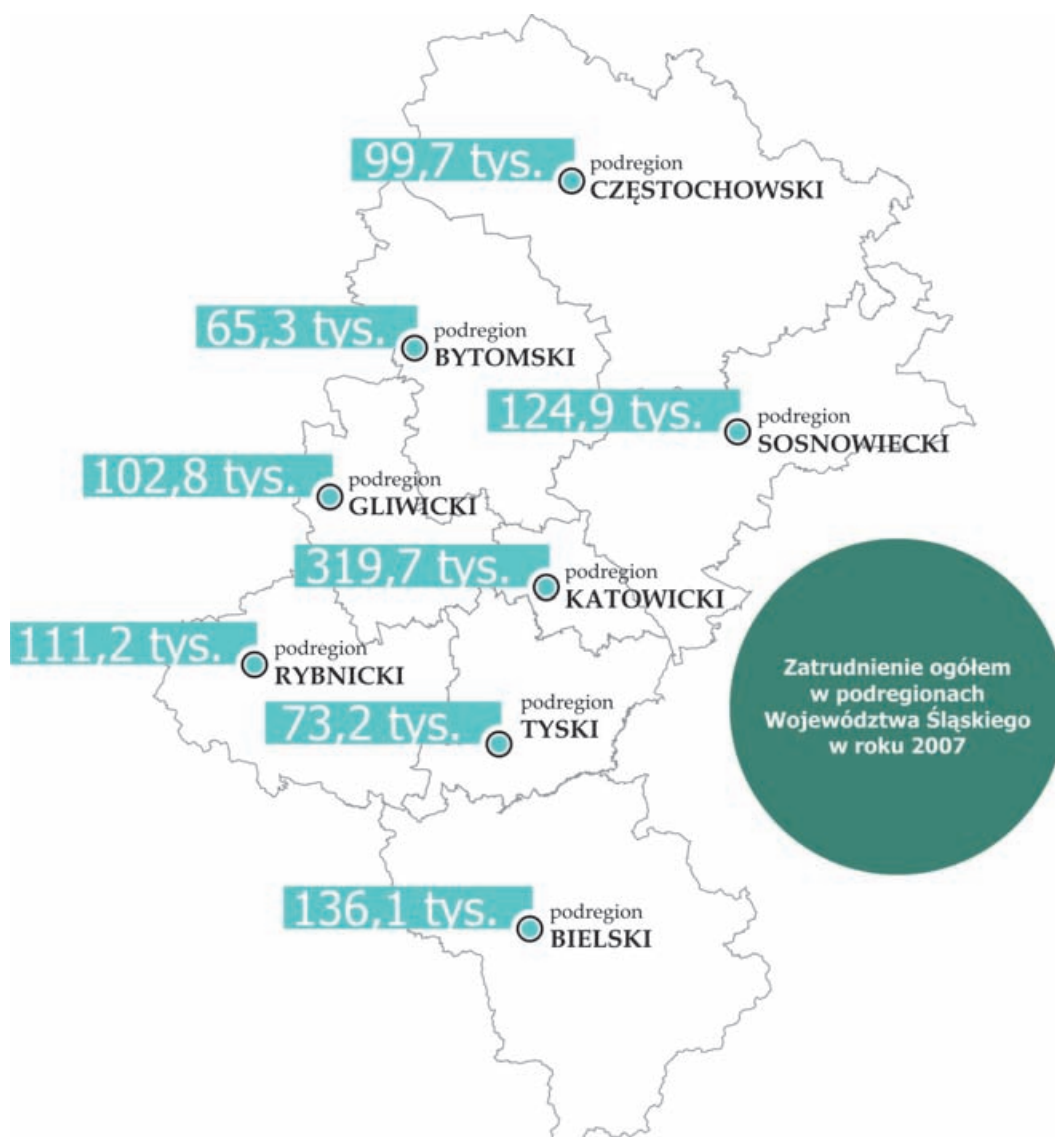 99,7 tys.
podregion
CZĘSTOCHOWSKI
65,3 tys.
podregion
BYTOMSKI
124,9 tys.
podregion
SOSNOWIECKI
102,8 tys.
podregion
GLIWICKI
319,7 tys.
podregion
KATOWICKI
111,2 tys.
podregion
RYBNICKI
73,2 tys.
podregion
TYSKI
Zatrudnienie ogółem
w podregionach
Województwa Śląskiego
w roku 2007
136,1 tys.
podregion
BIELSKI